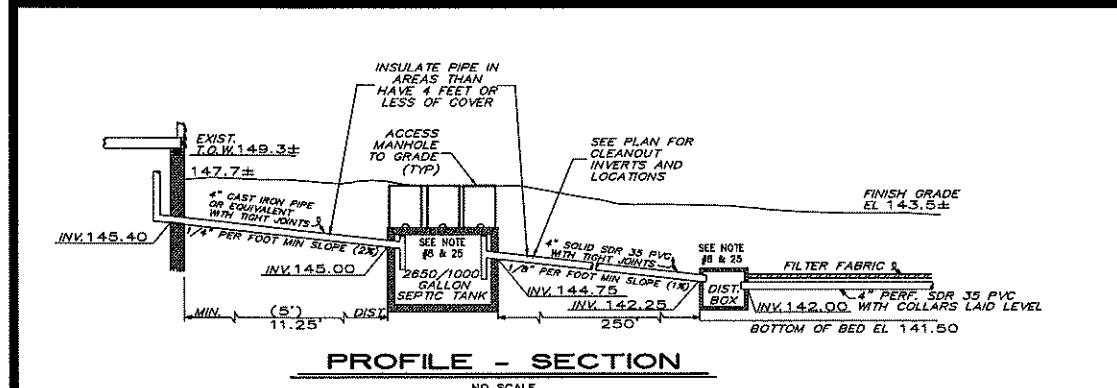 INSULATE PIPE IN
AREAS THAN
HAVE 4 FEET OR
LESS OF COVER
EXIST.
T.O.W.149.3±
147.7±
ACCESS
MANHOLE
TO GRADE
(TYP)
SEE PLAN FOR
CLEANOUT
INVERTS AND
LOCATIONS
FINISH GRADE
EL 143.5±
4" CAST IRON PIPE
OR EQUIVALENT
WITH TIGHT JOINTS
1/4" PER FOOT MIN SLOPE (2%)
INV.145.40
INV.145.00
SEE NOTE
#8 & 25
2650/1000
GALLON
SEPTIC TANK
4" SOLID SDR 35 PVC
WITH TIGHT JOINTS
1/8" PER FOOT MIN SLOPE (1%)
INV.144.75
INV.142.25
SEE NOTE
#8 & 25
DIST.
BOX
FILTER FABRIC
INV.142.00
4" PERF. SDR 35 PVC
WITH COLLARS LAID LEVEL
BOTTOM OF BED EL 141.50
MIN. (5') DIST.
11.25'
250'
PROFILE - SECTION
NO SCALE